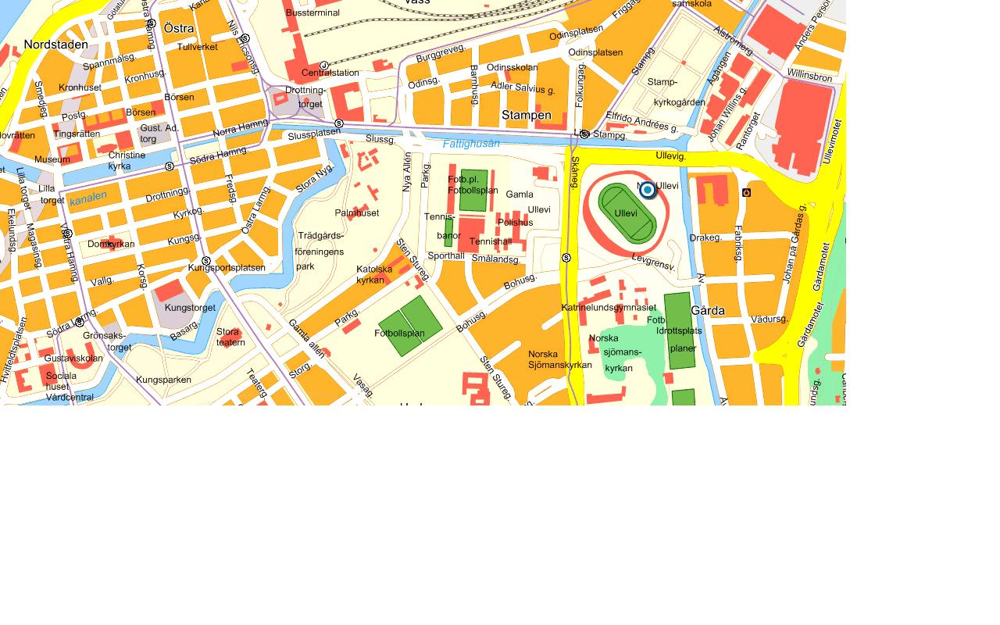 Bussterminal
samskola
Östra
Nordstaden
Tullverket
Nils Ericsonsg.
Odinsplatsen
Alströmerg.
Odinsplatsen
Spannmålsg.
Burggreveg.
Stampg.
Ågången
Kronhusg.
Centralstation
Odinsskolan
Willinsbron
Smedjeg.
Kronhuset
Drottning-
torget
Odinsg.
Barnhusg.
Adler Salvius g.
Folkungag.
Stamp-
kyrkogården
Börsen
Postg.
Börsen
Stampen
Johan Willins g.
Rantorget
Tingsrätten
Gust. Ad.
torg
Norra Hamng.
Slussplatsen
Slussg.
Fattighusån
Elfrido Andrées g.
Ullevimotet
Museum
Christine
kyrka
Södra Hamng.
Stora Nyg.
Nya Allén
Parkg.
Skåneg.
Ullevig.
Lilla torget
Lilla
torget
kanalen
Drottningg.
Fredsg.
Östra Larmg.
Fotb.pl.
Fotbollsplan
Gamla
Ullevi
Ullevi
Ekelundsg.
Magasinsg.
Västra Hamng.
Kyrkog.
Palmhuset
Tennis-
banor
Polishus
Tennishall
Johan på Gårdas g.
Domkyrkan
Kungsg.
Trädgårds-
föreningens
park
Sten Stureg.
Sporthall
Smålandsg.
Levgrensv.
Drakeg.
Fabriksg.
Gårdamotet
Vallg.
Korsg.
Kungsportsplatsen
Katolska
kyrkan
Bohusg.
Kungstorget
Katrinelundsgymnasiet
Gårda
Södra Larmg.
Basarg.
Parkg.
Bohusg.
Fotb.
Idrottsplats
planer
Vädursg.
Gårdamotet
Hvitfeldtsplatsen
Grönsaks-
torget
Stora
teatern
Gamla allén
Fotbollsplan
Norska
sjömans-
kyrkan
Gustaviskolan
Norska
Sjömanskyrkan
Sociala
huset
Vårdcentral
Kungsparken
Teaterg.
Storg.
Vasag.
Sten Stureg.